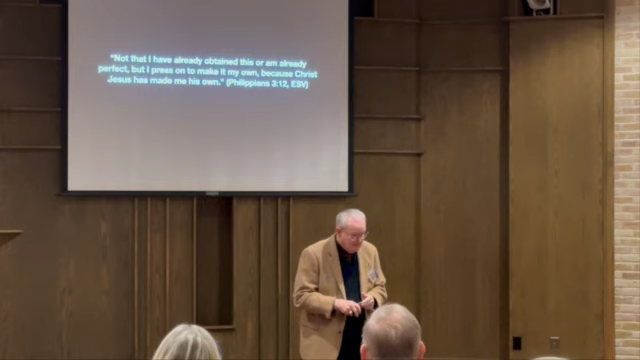 “Not that I have already obtained this or am already
perfect, but I press on to make it my own, because Christ
Jesus has made me his own.” (Philippians 3:12, ESV)